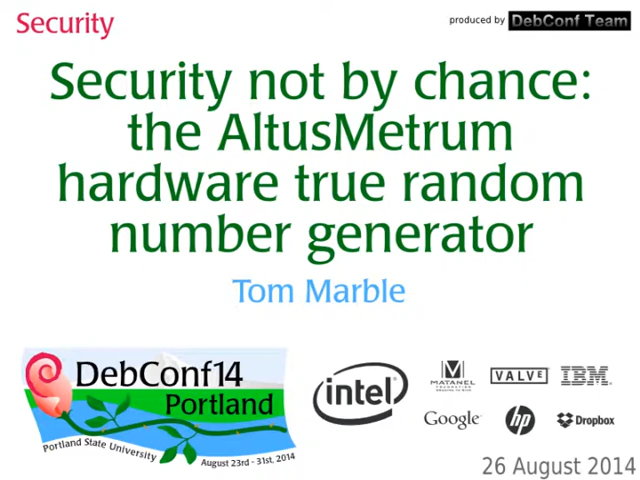 Security
produced by DebConf Team
Security not by chance:
the AltusMetrum
hardware true random
number generator
Tom Marble
DebConf14
Portland
Portland State University
August 23rd - 31st, 2014
intel
MATANEL
FOUNDATION
VALVE
IBM
Google
hp
Dropbox
26 August 2014